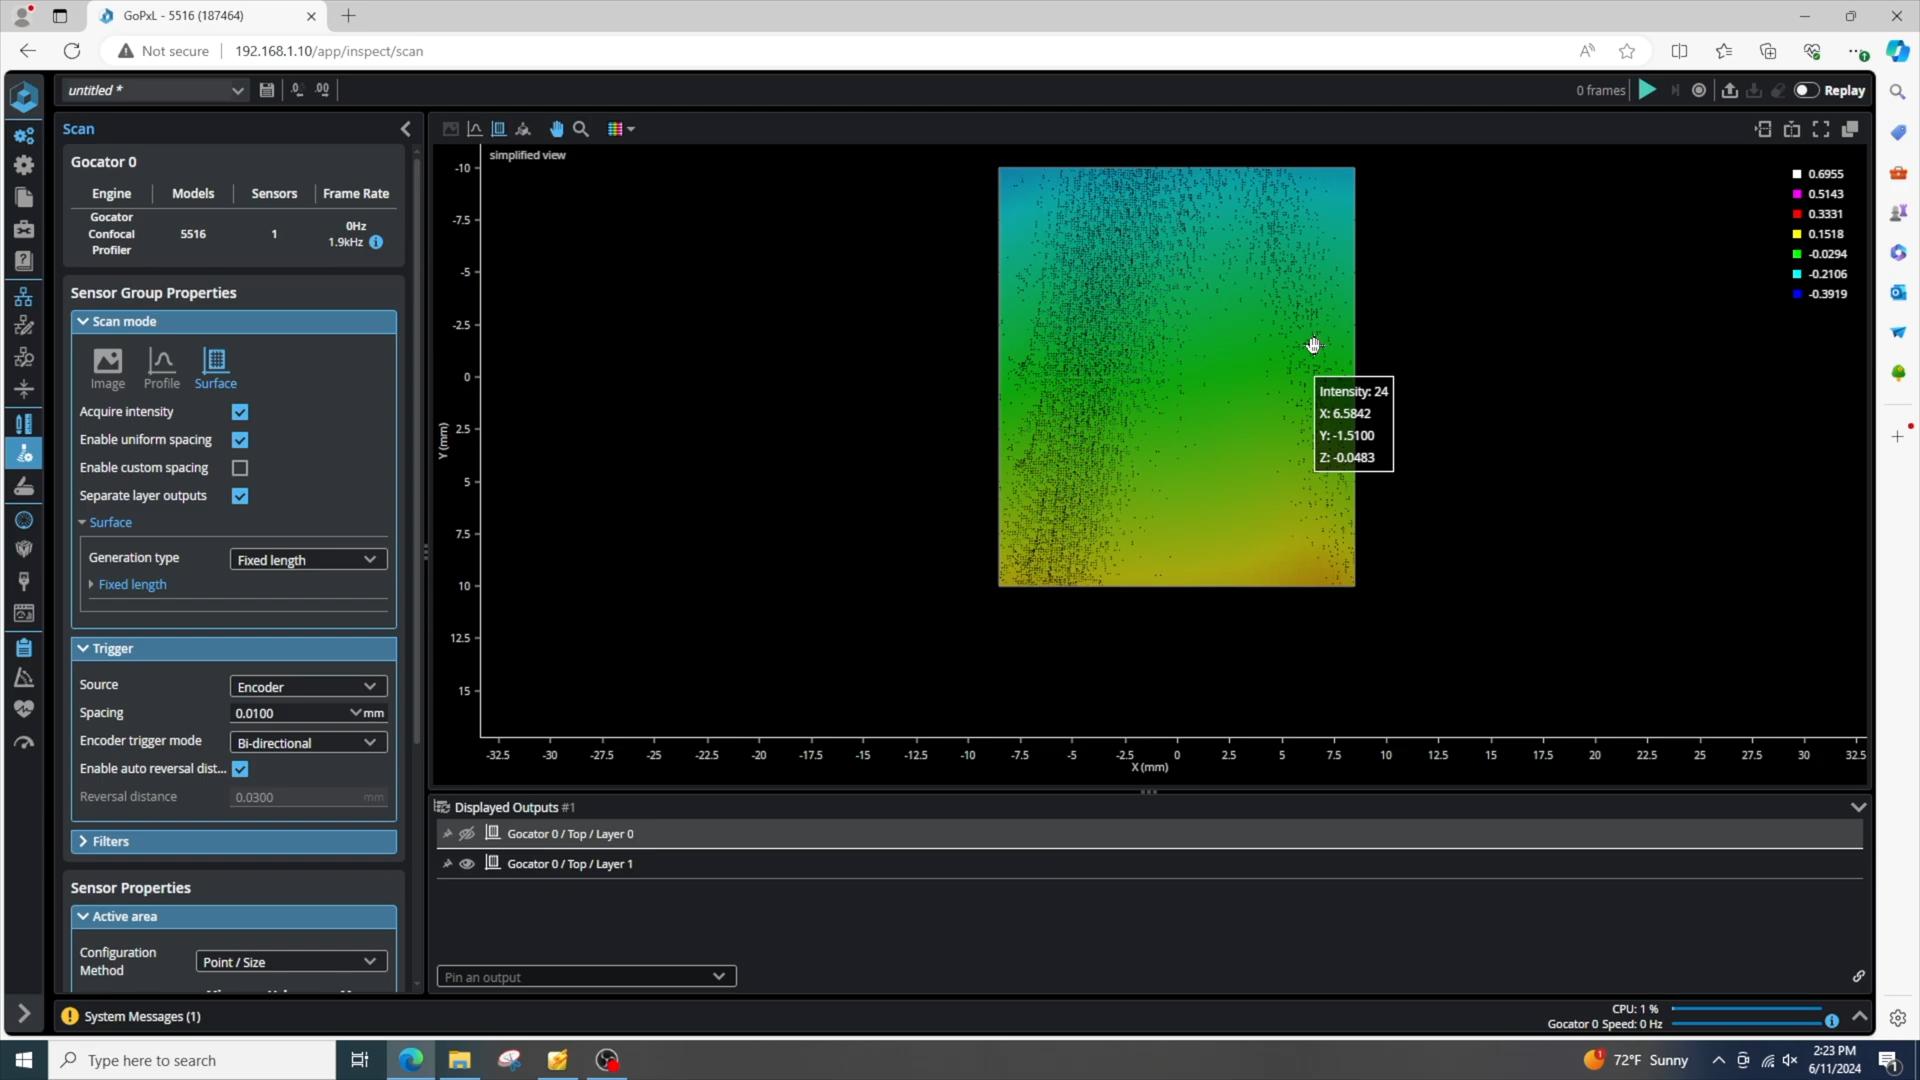 GoPxL - 5516 (187464)
Not secure
192.168.1.10/app/inspect/scan
untitled *
0 frames
Replay
Scan
Gocator 0
Engine Models Sensors Frame Rate
Gocator Confocal Profiler 5516 1 0Hz 1.9kHz
Sensor Group Properties
Scan mode
Image Profile Surface
Acquire intensity
Enable uniform spacing
Enable custom spacing
Separate layer outputs
Surface
Generation type Fixed length
Fixed length
Trigger
Source Encoder
Spacing 0.0100 mm
Encoder trigger mode Bi-directional
Enable auto reversal dist...
Reversal distance 0.0300 mm
Filters
Sensor Properties
Active area
Configuration Method Point / Size
simplified view
-10
-7.5
-5
-2.5
0
2.5
5
7.5
10
12.5
15
Y (mm)
-32.5 -30 -27.5 -25 -22.5 -20 -17.5 -15 -12.5 -10 -7.5 -5 -2.5 0 2.5 5 7.5 10 12.5 15 17.5 20 22.5 25 27.5 30 32.5
X (mm)
Intensity: 24
X: 6.5842
Y: -1.5100
Z: -0.0483
0.6955
0.5143
0.3331
0.1518
-0.0294
-0.2106
-0.3919
Displayed Outputs #1
Gocator 0 / Top / Layer 0
Gocator 0 / Top / Layer 1
Pin an output
System Messages (1)
CPU: 1 %
Gocator 0 Speed: 0 Hz
Type here to search
72°F Sunny
2:23 PM
6/11/2024